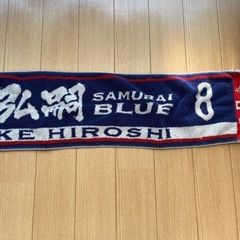 弘嗣 SAMURAI
BLUE 8
KE HIROSHI